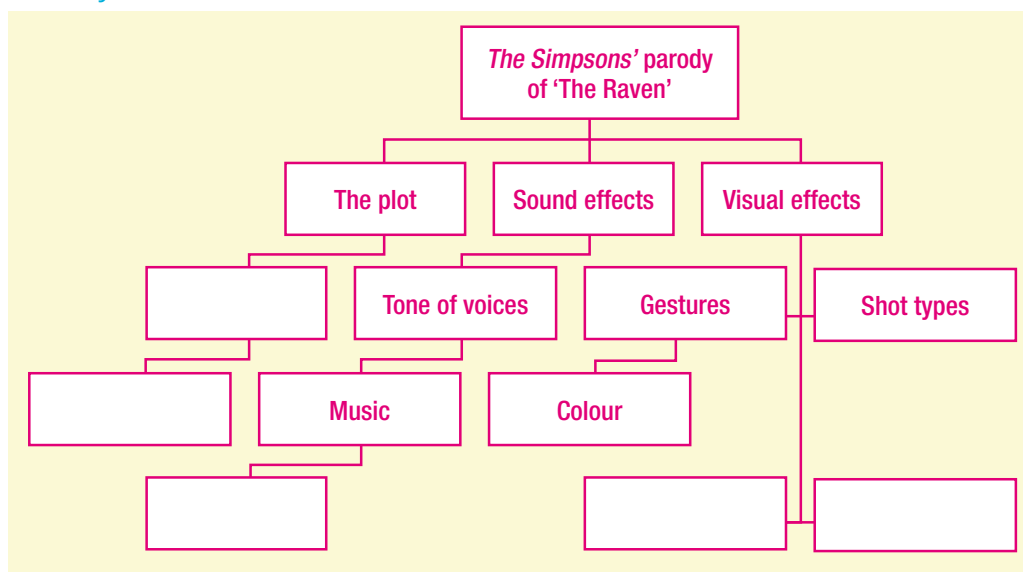 The Simpsons' parody
of 'The Raven'
The plot
Sound effects
Visual effects
Tone of voices
Gestures
Shot types
Music
Colour